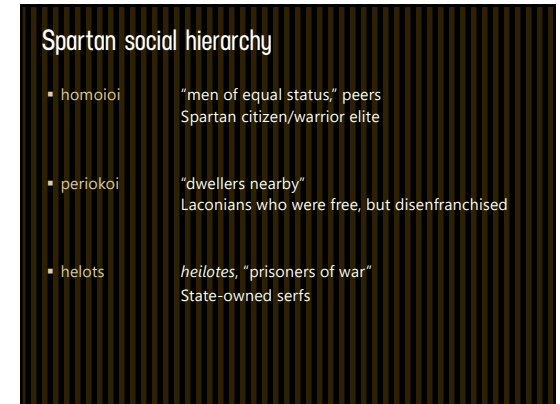 Spartan social hierarchy
▪ homoioi "men of equal status," peers
Spartan citizen/warrior elite
▪ periokoi "dwellers nearby"
Laconians who were free, but disenfranchised
▪ helots heilotes, "prisoners of war"
State-owned serfs